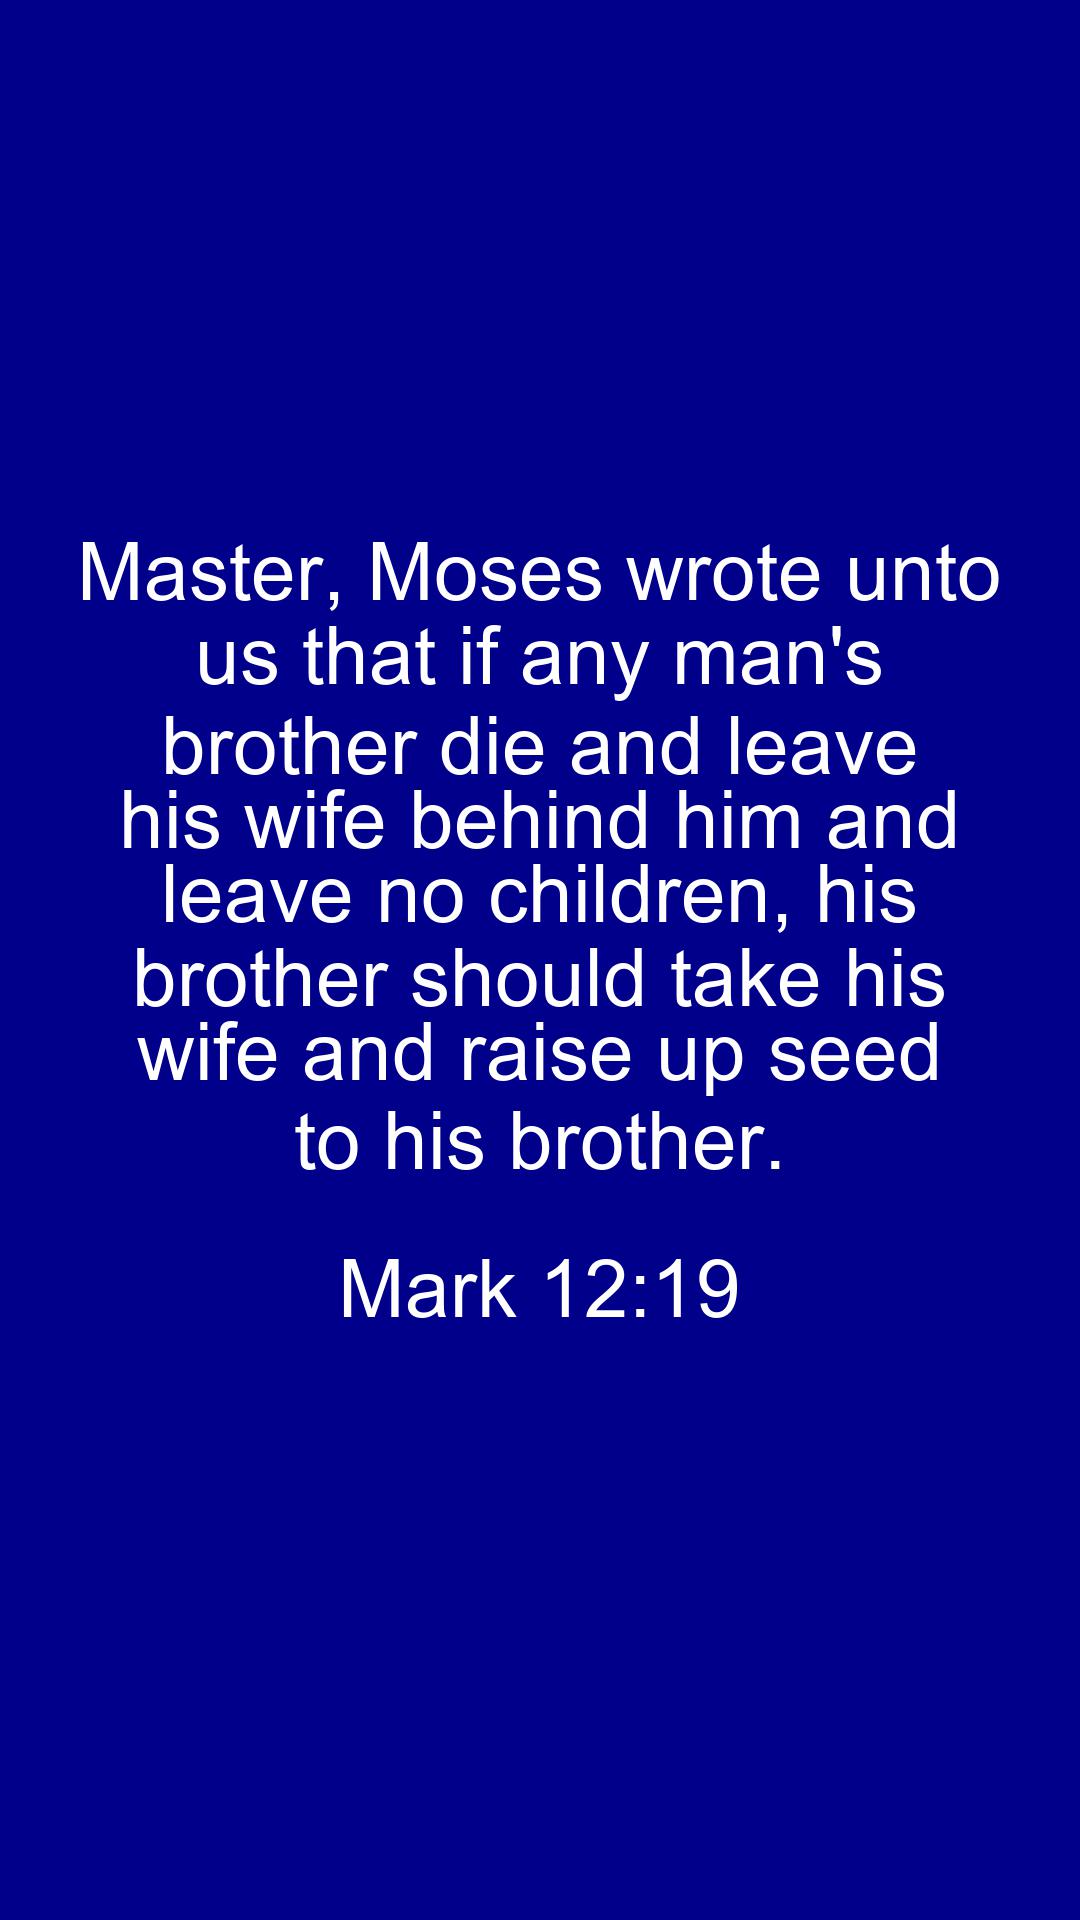 Master, Moses wrote unto
us that if any man's
brother die and leave
his wife behind him and
leave no children, his
brother should take his
wife and raise up seed
to his brother.
Mark 12:19